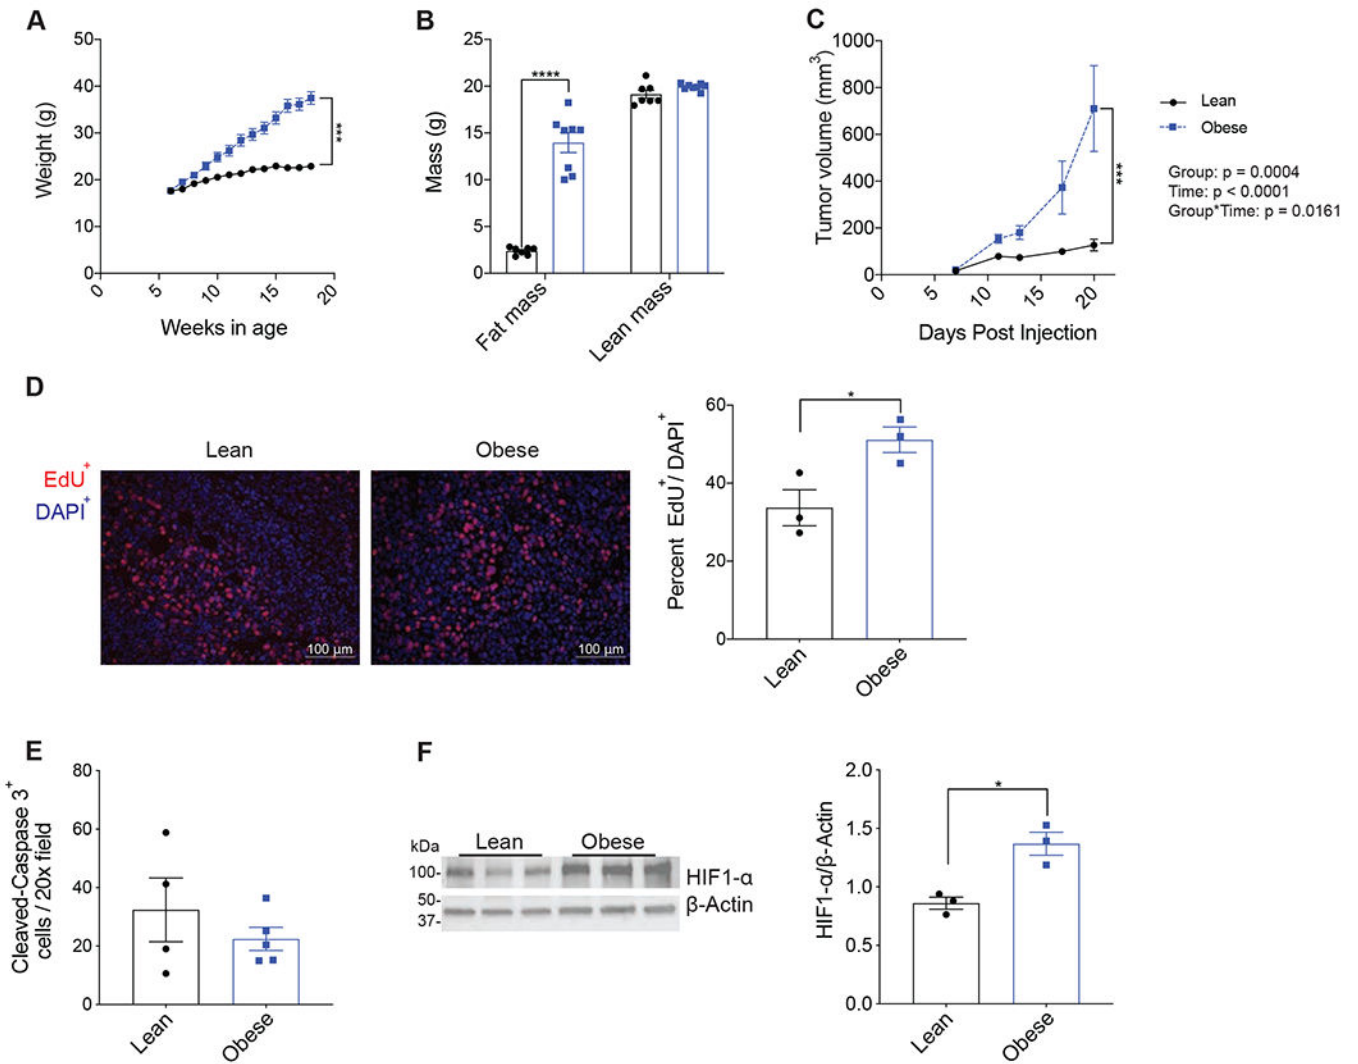 A
Weight (g)
50
40
30
20
10
0
0 5 10 15 20
Weeks in age
***
B
Mass (g)
25
20
15
10
5
0
****
Fat mass
Lean mass
C
Tumor volume (mm³)
1000
800
600
400
200
0
0 5 10 15 20
Days Post Injection
***
Lean
Obese
Group: p = 0.0004
Time: p < 0.0001
Group*Time: p = 0.0161
D
Lean
Obese
EdU⁺
DAPI⁺
100 µm
100 µm
Percent EdU⁺/ DAPI⁺
60
40
20
0
*
Lean
Obese
E
Cleaved-Caspase 3⁺
cells / 20x field
80
60
40
20
0
Lean
Obese
F
kDa
Lean
Obese
100-
HIF1-α
50-
β-Actin
37-
HIF1-α/β-Actin
2.0
1.5
1.0
0.5
0.0
*
Lean
Obese